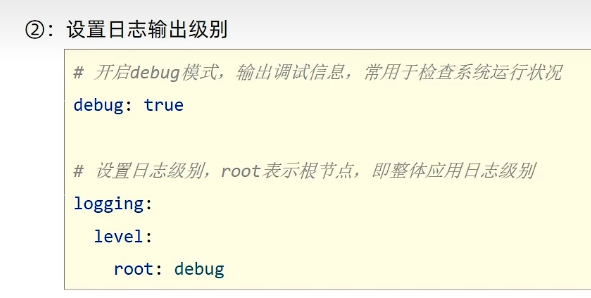 ②：设置日志输出级别
# 开启debug模式，输出调试信息，常用于检查系统运行状况
debug: true
# 设置日志级别，root表示根节点，即整体应用日志级别
logging:
  level:
    root: debug